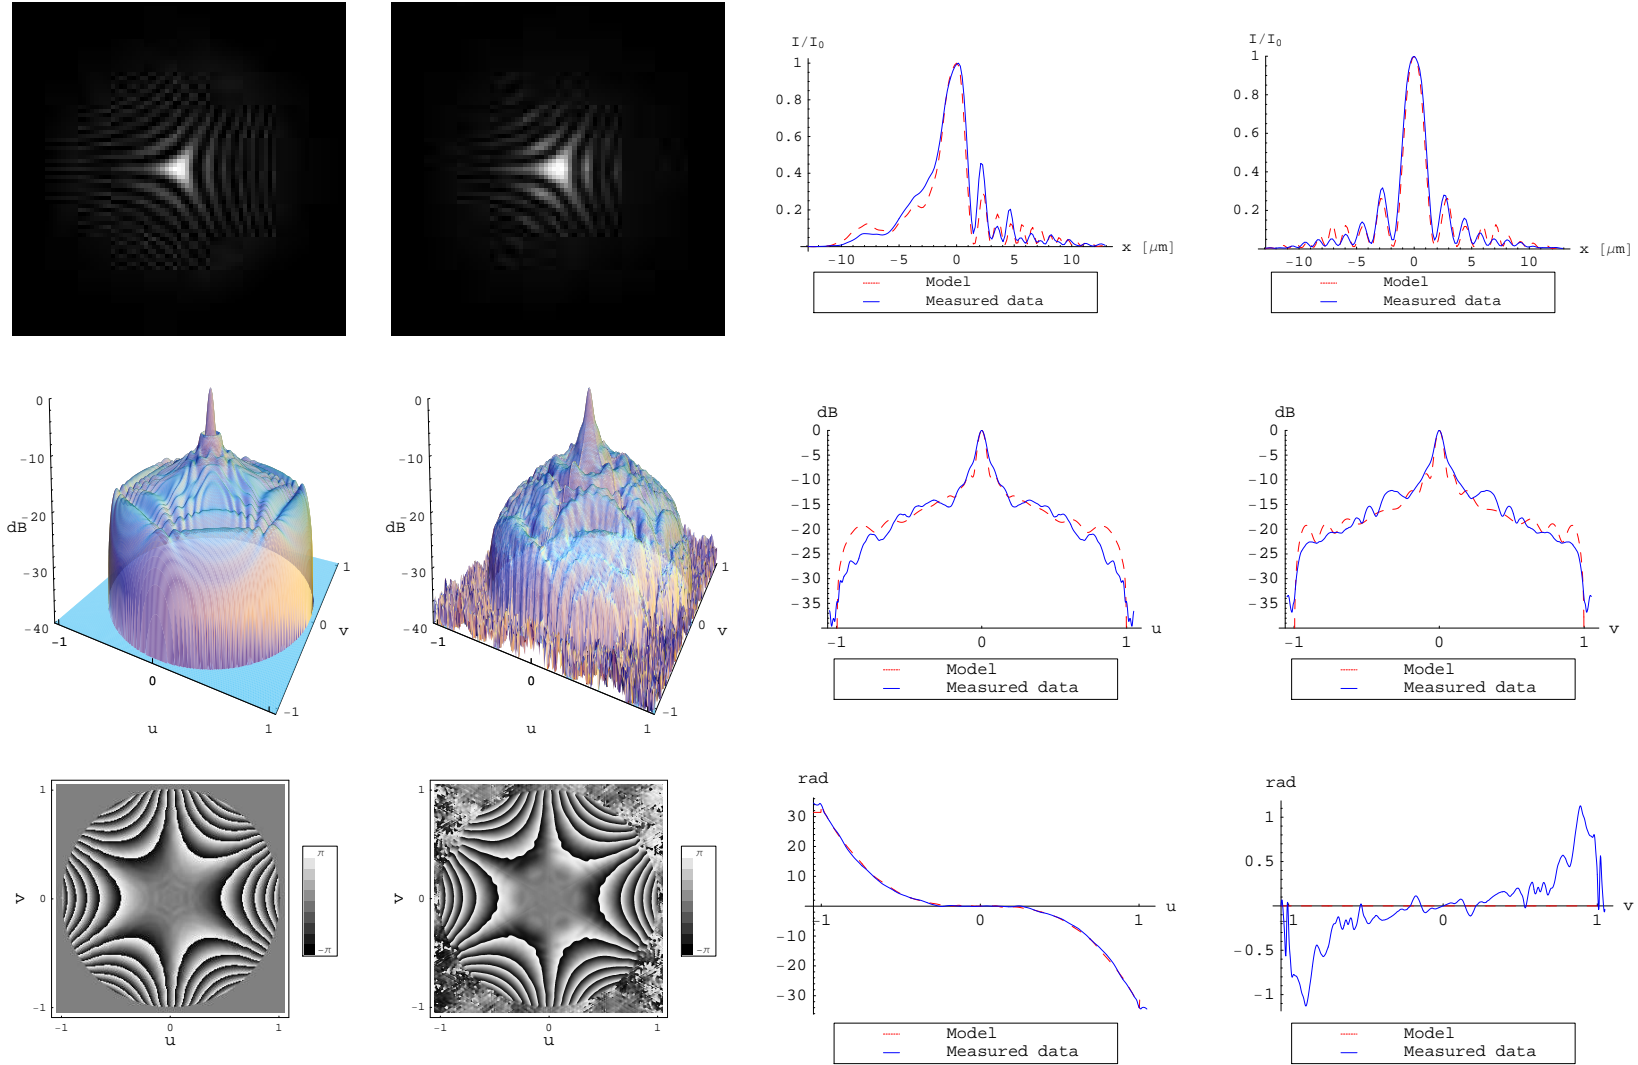 I/I0
1
0.8
0.6
0.4
0.2
-10 -5 0 5 10
x [μm]
Model
Measured data
I/I0
1
0.8
0.6
0.4
0.2
-10 -5 0 5 10
x [μm]
Model
Measured data
0
-10
-20
dB
-30
-40
-1
0
u
1
-1
0
v
1
0
-10
-20
dB
-30
-40
-1
0
u
1
-1
0
v
1
dB
0
-5
-10
-15
-20
-25
-30
-35
-1 0 1 u
Model
Measured data
dB
0
-5
-10
-15
-20
-25
-30
-35
-1 0 1 v
Model
Measured data
1
v 0
-1
-1 0 1
u
π
-π
1
v 0
-1
-1 0 1
u
π
-π
rad
30
20
10
-10
-20
-30
-1 0 1 u
Model
Measured data
rad
1
0.5
-0.5
-1
-1 0 1 v
Model
Measured data